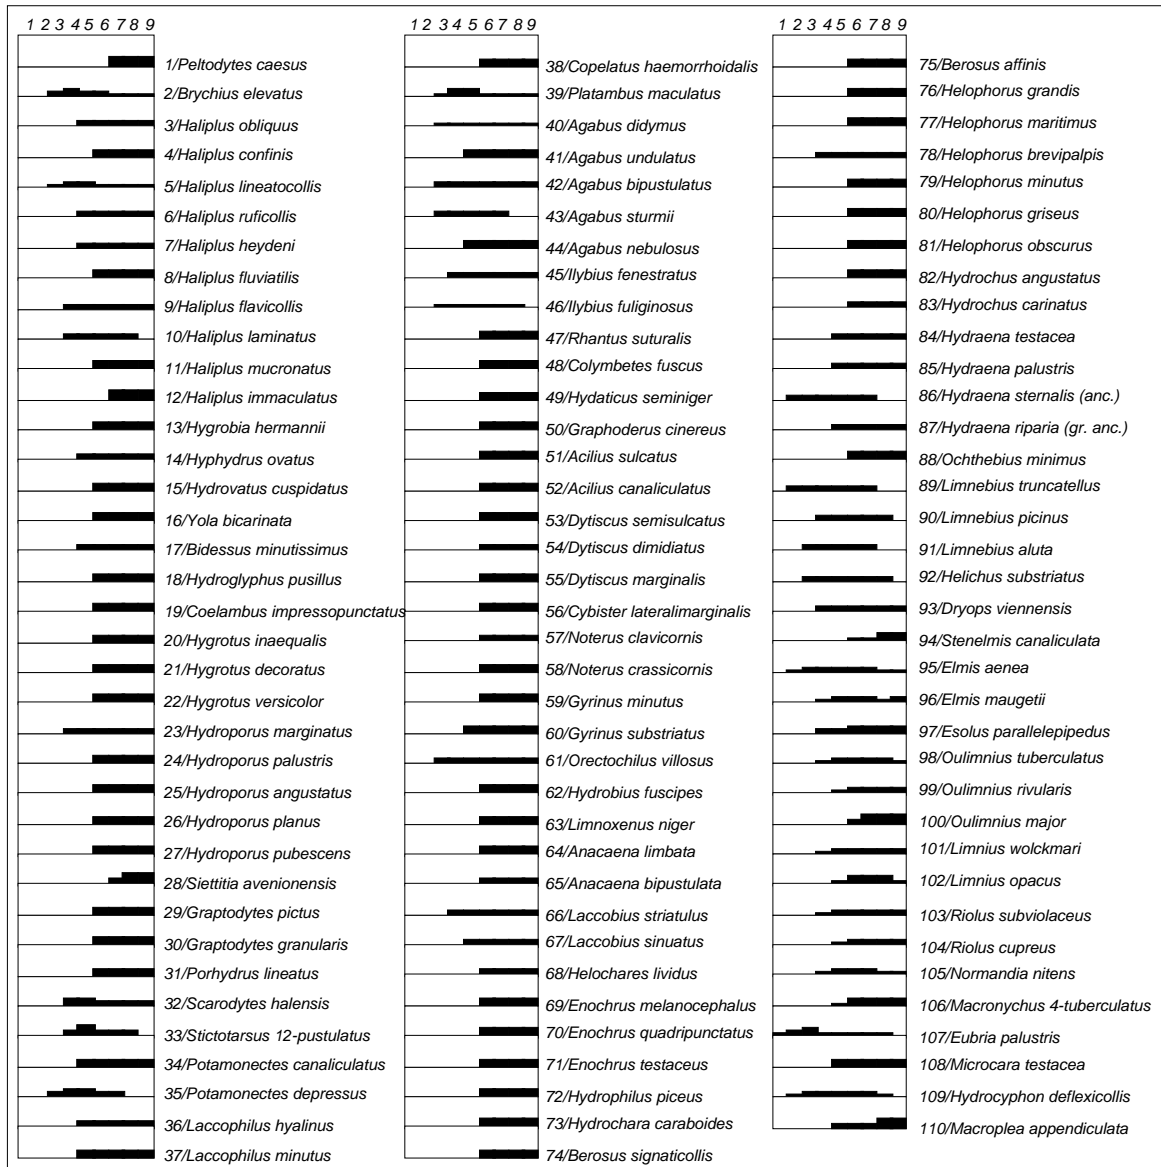 1 2 3 4 5 6 7 8 9
1/Peltodytes caesus
2/Brychius elevatus
3/Haliplus obliquus
4/Haliplus confinis
5/Haliplus lineatocollis
6/Haliplus ruficollis
7/Haliplus heydeni
8/Haliplus fluviatilis
9/Haliplus flavicollis
10/Haliplus laminatus
11/Haliplus mucronatus
12/Haliplus immaculatus
13/Hygrobia hermannii
14/Hyphydrus ovatus
15/Hydrovatus cuspidatus
16/Yola bicarinata
17/Bidessus minutissimus
18/Hydroglyphus pusillus
19/Coelambus impressopunctatus
20/Hygrotus inaequalis
21/Hygrotus decoratus
22/Hygrotus versicolor
23/Hydroporus marginatus
24/Hydroporus palustris
25/Hydroporus angustatus
26/Hydroporus planus
27/Hydroporus pubescens
28/Siettitia avenionensis
29/Graptodytes pictus
30/Graptodytes granularis
31/Porhydrus lineatus
32/Scarodytes halensis
33/Stictotarsus 12-pustulatus
34/Potamonectes canaliculatus
35/Potamonectes depressus
36/Laccophilus hyalinus
37/Laccophilus minutus
1 2 3 4 5 6 7 8 9
38/Copelatus haemorrhoidalis
39/Platambus maculatus
40/Agabus didymus
41/Agabus undulatus
42/Agabus bipustulatus
43/Agabus sturmii
44/Agabus nebulosus
45/Ilybius fenestratus
46/Ilybius fuliginosus
47/Rhantus suturalis
48/Colymbetes fuscus
49/Hydaticus seminiger
50/Graphoderus cinereus
51/Acilius sulcatus
52/Acilius canaliculatus
53/Dytiscus semisulcatus
54/Dytiscus dimidiatus
55/Dytiscus marginalis
56/Cybister lateralimarginalis
57/Noterus clavicornis
58/Noterus crassicornis
59/Gyrinus minutus
60/Gyrinus substriatus
61/Orectochilus villosus
62/Hydrobius fuscipes
63/Limnoxenus niger
64/Anacaena limbata
65/Anacaena bipustulata
66/Laccobius striatulus
67/Laccobius sinuatus
68/Helochares lividus
69/Enochrus melanocephalus
70/Enochrus quadripunctatus
71/Enochrus testaceus
72/Hydrophilus piceus
73/Hydrochara caraboides
74/Berosus signaticollis
1 2 3 4 5 6 7 8 9
75/Berosus affinis
76/Helophorus grandis
77/Helophorus maritimus
78/Helophorus brevipalpis
79/Helophorus minutus
80/Helophorus griseus
81/Helophorus obscurus
82/Hydrochus angustatus
83/Hydrochus carinatus
84/Hydraena testacea
85/Hydraena palustris
86/Hydraena sternalis (anc.)
87/Hydraena riparia (gr. anc.)
88/Ochthebius minimus
89/Limnebius truncatellus
90/Limnebius picinus
91/Limnebius aluta
92/Helichus substriatus
93/Dryops viennensis
94/Stenelmis canaliculata
95/Elmis aenea
96/Elmis maugetii
97/Esolus parallelepipedus
98/Oulimnius tuberculatus
99/Oulimnius rivularis
100/Oulimnius major
101/Limnius wolckmari
102/Limnius opacus
103/Riolus subviolaceus
104/Riolus cupreus
105/Normandia nitens
106/Macronychus 4-tuberculatus
107/Eubria palustris
108/Microcara testacea
109/Hydrocyphon deflexicollis
110/Macroplea appendiculata